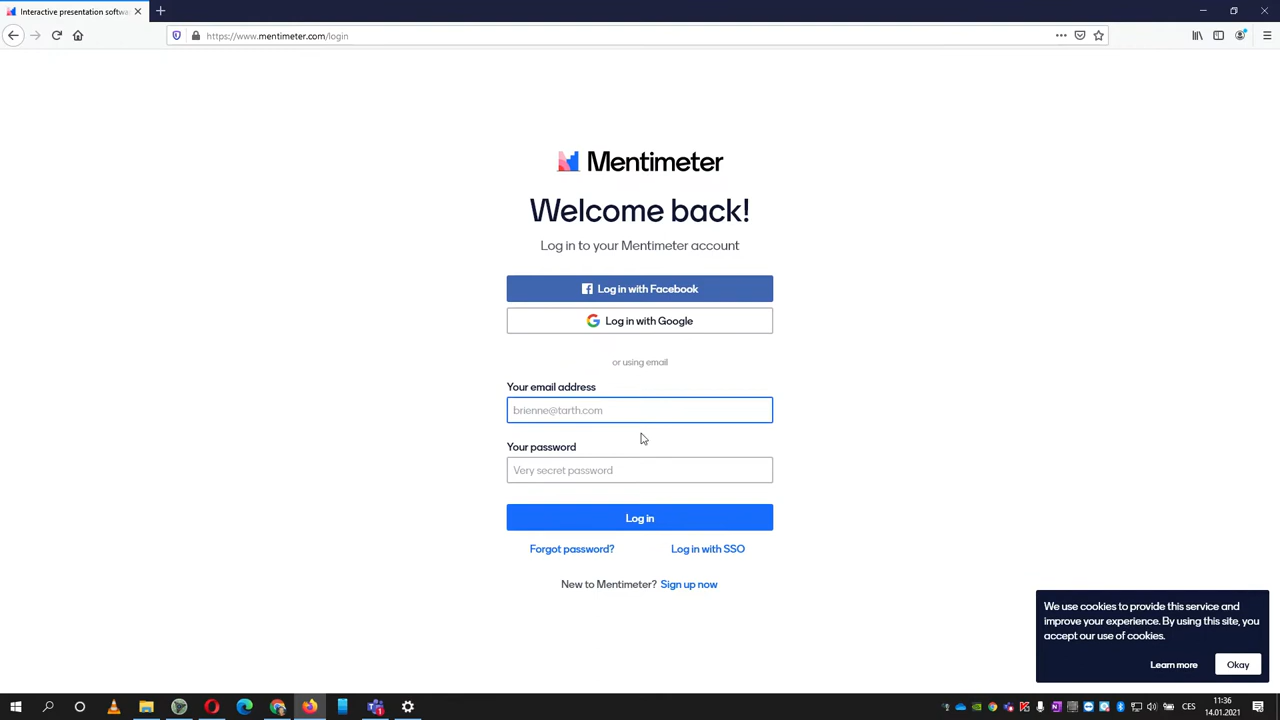 Interactive presentation softwa
https://www.mentimeter.com/login
Mentimeter
Welcome back!
Log in to your Mentimeter account
Log in with Facebook
Log in with Google
or using email
Your email address
brienne@tarth.com
Your password
Very secret password
Log in
Forgot password?
Log in with SSO
New to Mentimeter? Sign up now
We use cookies to provide this service and
improve your experience. By using this site, you
accept our use of cookies.
Learn more
Okay
CES
11:36
14.01.2021